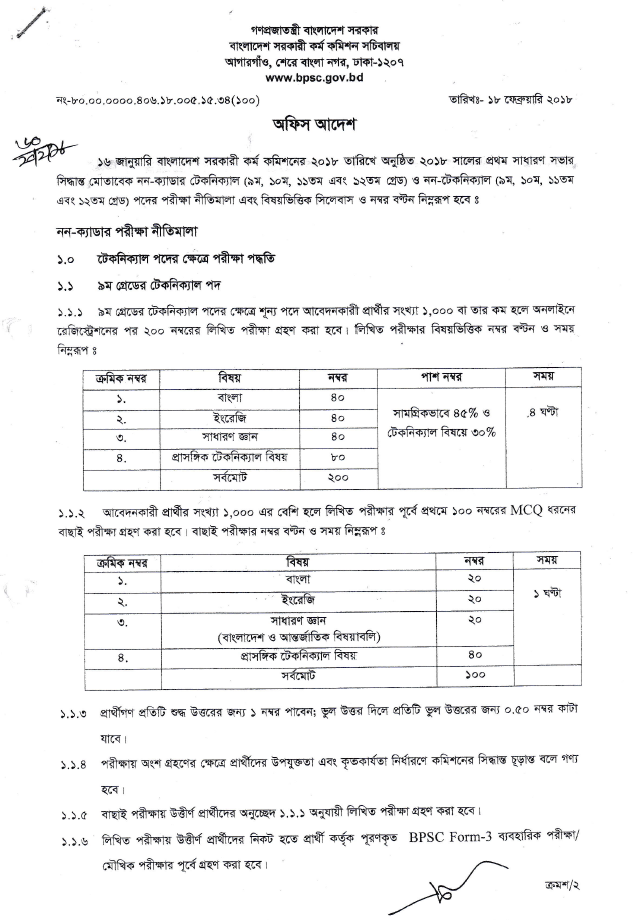 গণপ্রজাতন্ত্রী বাংলাদেশ সরকার
বাংলাদেশ সরকারী কর্ম কমিশন সচিবালয়
আগারগাঁও, শেরে বাংলা নগর, ঢাকা-১২০৭
www.bpsc.gov.bd
নং-৮০.০০.০০০০.৪০৬.১৮.০০৫.১৫.৩৪(১০০) তারিখঃ- ১৮ ফেব্রুয়ারি ২০১৮
অফিস আদেশ
১৬ জানুয়ারি বাংলাদেশ সরকারী কর্ম কমিশনের ২০১৮ তারিখে অনুষ্ঠিত ২০১৮ সালের প্রথম সাধারণ সভার
সিদ্ধান্ত মোতাবেক নন-ক্যাডার টেকনিক্যাল (৯ম, ১০ম, ১১তম এবং ১২তম গ্রেড) ও নন-টেকনিক্যাল (৯ম, ১০ম, ১১তম
এবং ১২তম গ্রেড) পদের পরীক্ষা নীতিমালা এবং বিষয়ভিত্তিক সিলেবাস ও নম্বর বণ্টন নিম্নরূপ হবে ঃ
নন-ক্যাডার পরীক্ষা নীতিমালা
১.০ টেকনিক্যাল পদের ক্ষেত্রে পরীক্ষা পদ্ধতি
১.১ ৯ম গ্রেডের টেকনিক্যাল পদ
১.১.১ ৯ম গ্রেডের টেকনিক্যাল পদের ক্ষেত্রে শূন্য পদে আবেদনকারী প্রার্থীর সংখ্যা ১,০০০ বা তার কম হলে অনলাইনে
রেজিস্ট্রেশনের পর ২০০ নম্বরের লিখিত পরীক্ষা গ্রহণ করা হবে। লিখিত পরীক্ষার বিষয়ভিত্তিক নম্বর বণ্টন ও সময়
নিম্নরূপ ঃ
ক্রমিক নম্বর বিষয় নম্বর পাশ নম্বর সময়
১. বাংলা ৪০
২. ইংরেজি ৪০ সামগ্রিকভাবে ৪৫% ও ৪ ঘণ্টা
৩. সাধারণ জ্ঞান ৪০ টেকনিক্যাল বিষয়ে ৩০%
৪. প্রাসঙ্গিক টেকনিক্যাল বিষয় ৮০
সর্বমোট ২০০
১.১.২ আবেদনকারী প্রার্থীর সংখ্যা ১,০০০ এর বেশি হলে লিখিত পরীক্ষার পূর্বে প্রথমে ১০০ নম্বরের MCQ ধরনের
বাছাই পরীক্ষা গ্রহণ করা হবে। বাছাই পরীক্ষার নম্বর বণ্টন ও সময় নিম্নরূপ ঃ
ক্রমিক নম্বর বিষয় নম্বর সময়
১. বাংলা ২০
২. ইংরেজি ২০ ১ ঘণ্টা
৩. সাধারণ জ্ঞান ২০
(বাংলাদেশ ও আন্তর্জাতিক বিষয়াবলি)
৪. প্রাসঙ্গিক টেকনিক্যাল বিষয় ৪০
সর্বমোট ১০০
১.১.৩ প্রার্থীগণ প্রতিটি শুদ্ধ উত্তরের জন্য ১ নম্বর পাবেন; ভুল উত্তর দিলে প্রতিটি ভুল উত্তরের জন্য ০.৫০ নম্বর কাটা
যাবে।
১.১.৪ পরীক্ষায় অংশ গ্রহণের ক্ষেত্রে প্রার্থীদের উপযুক্ততা এবং কৃতকার্যতা নির্ধারণে কমিশনের সিদ্ধান্ত চূড়ান্ত বলে গণ্য
হবে।
১.১.৫ বাছাই পরীক্ষায় উত্তীর্ণ প্রার্থীদের অনুচ্ছেদ ১.১.১ অনুযায়ী লিখিত পরীক্ষা গ্রহণ করা হবে।
১.১.৬ লিখিত পরীক্ষায় উত্তীর্ণ প্রার্থীদের নিকট হতে প্রার্থী কর্তৃক পূরণকৃত BPSC Form-3 ব্যবহারিক পরীক্ষা/
মৌখিক পরীক্ষার পূর্বে গ্রহণ করা হবে।
ক্রমশ/২